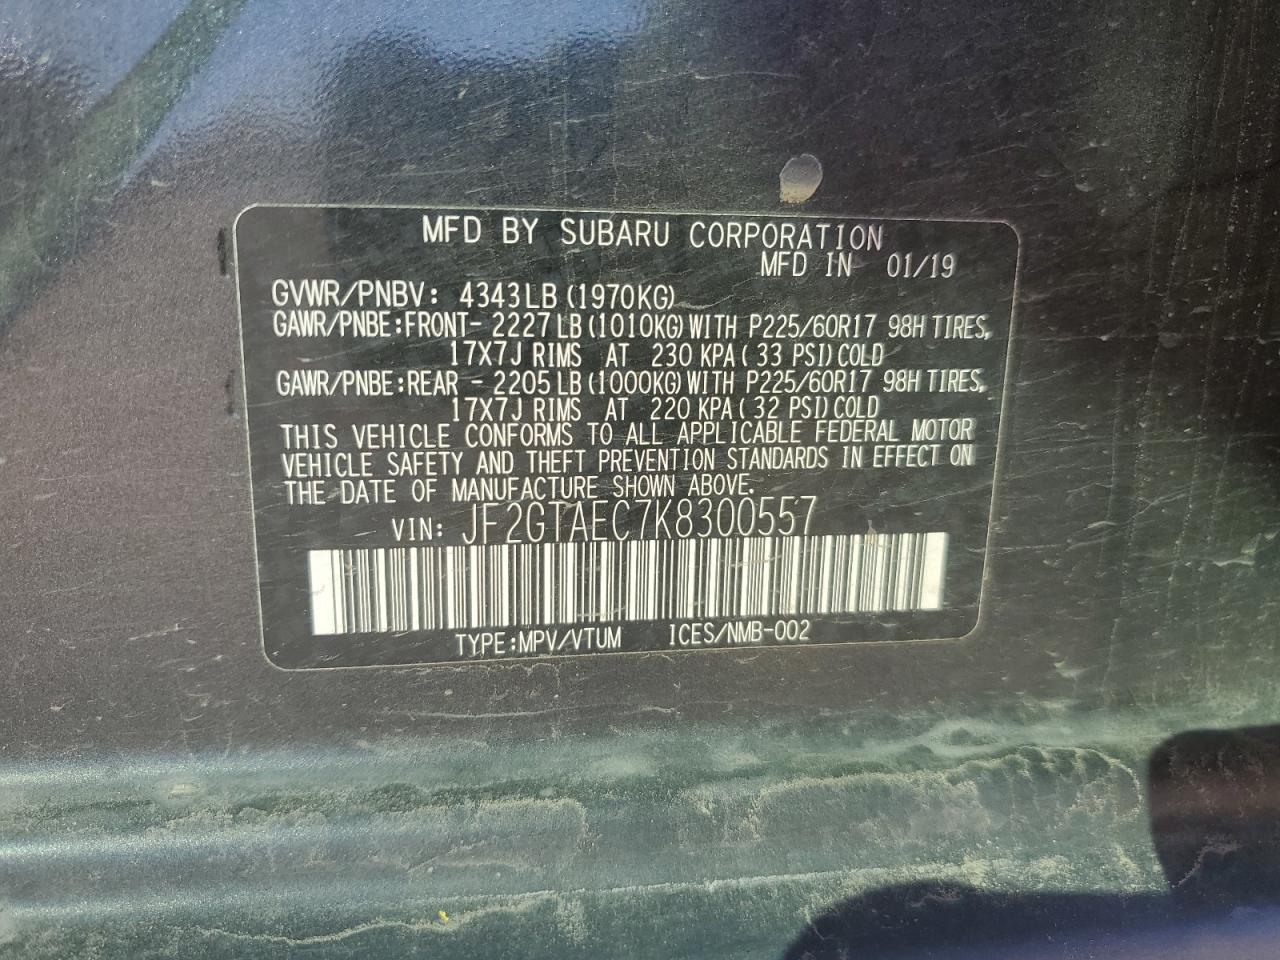 MFD BY SUBARU CORPORATION
MFD IN 01/19
GVWR/PNBV: 4343LB (1970KG)
GAWR/PNBE:FRONT- 2227 LB (1010KG) WITH P225/60R17 98H TIRES,
17X7J RIMS AT 230 KPA ( 33 PSI) COLD
GAWR/PNBE:REAR - 2205 LB (1000KG) WITH P225/60R17 98H TIRES,
17X7J RIMS AT 220 KPA ( 32 PSI) COLD
THIS VEHICLE CONFORMS TO ALL APPLICABLE FEDERAL MOTOR
VEHICLE SAFETY AND THEFT PREVENTION STANDARDS IN EFFECT ON
THE DATE OF MANUFACTURE SHOWN ABOVE.
VIN: JF2GTAEC7K8300557
TYPE:MPV/VTUM ICES/NMB-002